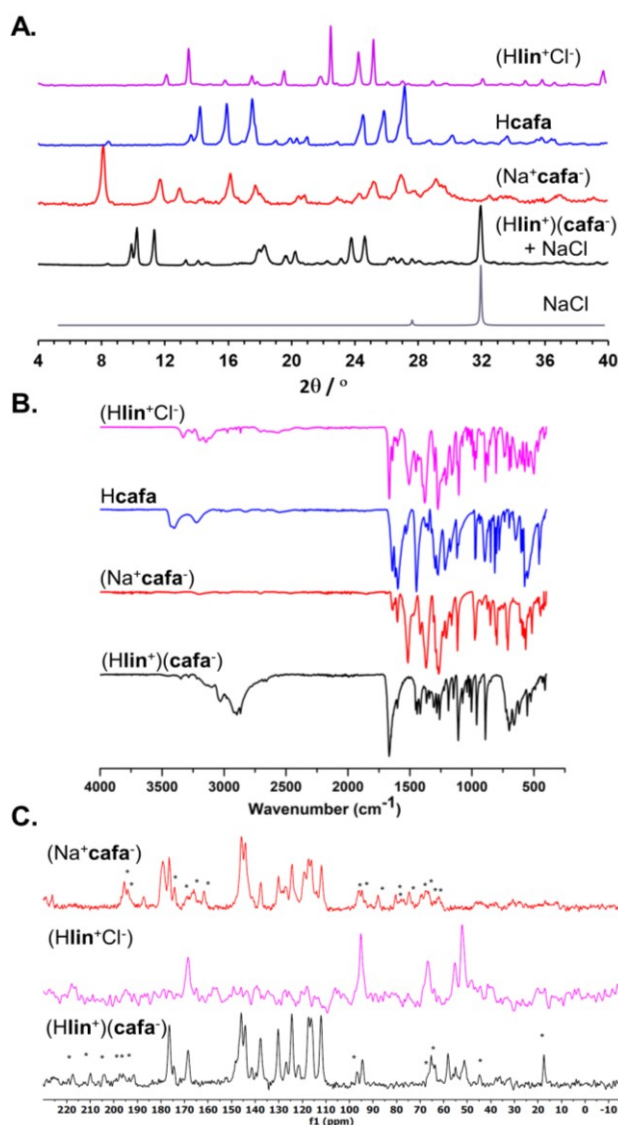 A.
(Hlin⁺Cl⁻)
Hcafa
(Na⁺cafa⁻)
(Hlin⁺)(cafa⁻)
+ NaCl
NaCl
4 8 12 16 20 24 28 32 36 40
2θ / °
B.
(Hlin⁺Cl⁻)
Hcafa
(Na⁺cafa⁻)
(Hlin⁺)(cafa⁻)
4000 3500 3000 2500 2000 1500 1000 500
Wavenumber (cm⁻¹)
C.
(Na⁺cafa⁻)
(Hlin⁺Cl⁻)
(Hlin⁺)(cafa⁻)
220 210 200 190 180 170 160 150 140 130 120 110 100 90 80 70 60 50 40 30 20 10 0 -10
f1 (ppm)